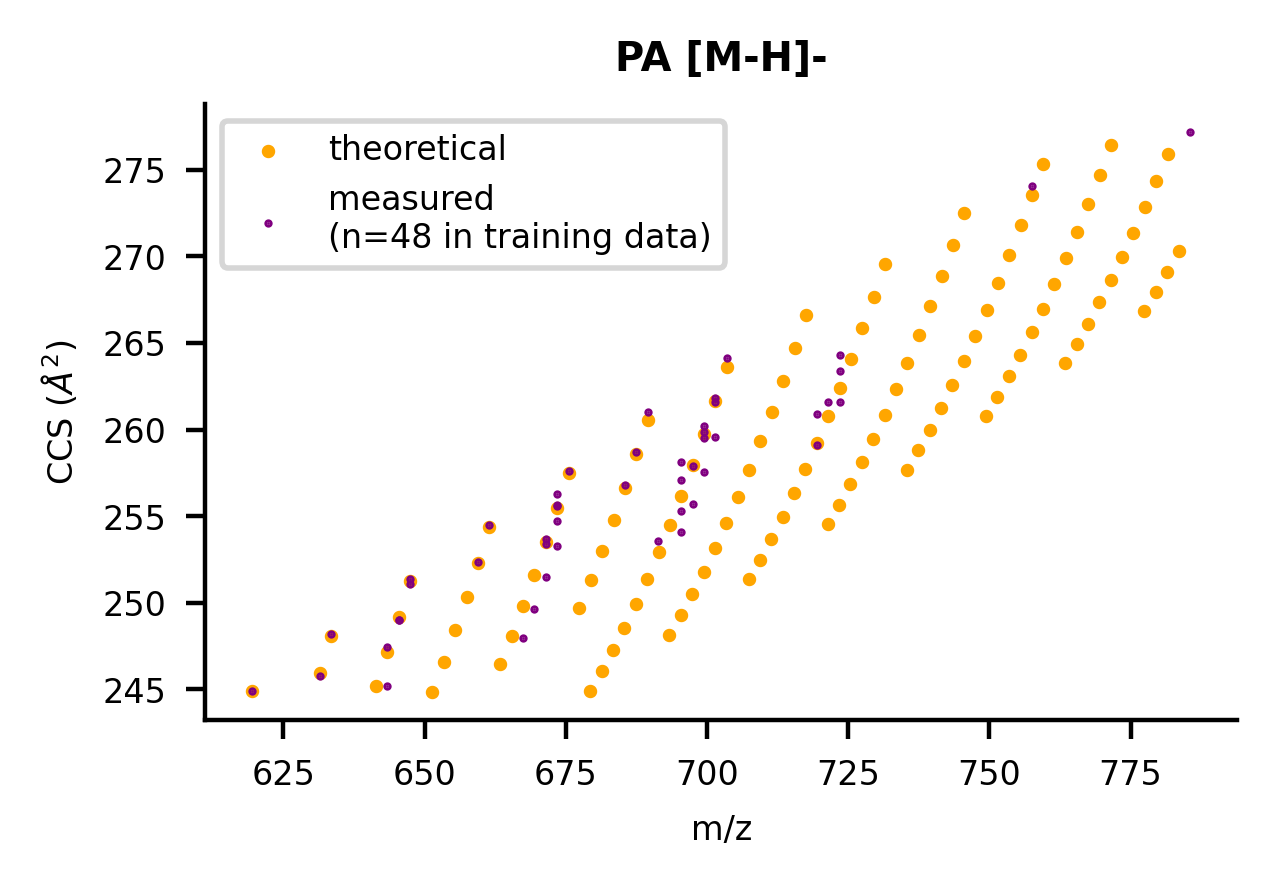 PA [M-H]-
theoretical
measured
(n=48 in training data)
275
270
265
260
255
250
245
CCS (Å²)
625 650 675 700 725 750 775
m/z